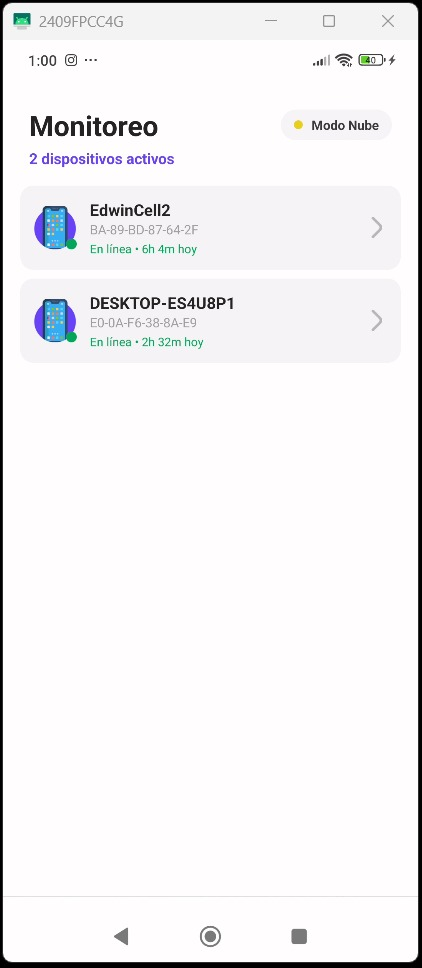 2409FPCC4G
1:00
40
Monitoreo
Modo Nube
2 dispositivos activos
EdwinCell2
BA-89-BD-87-64-2F
En línea • 6h 4m hoy
DESKTOP-ES4U8P1
E0-0A-F6-38-8A-E9
En línea • 2h 32m hoy